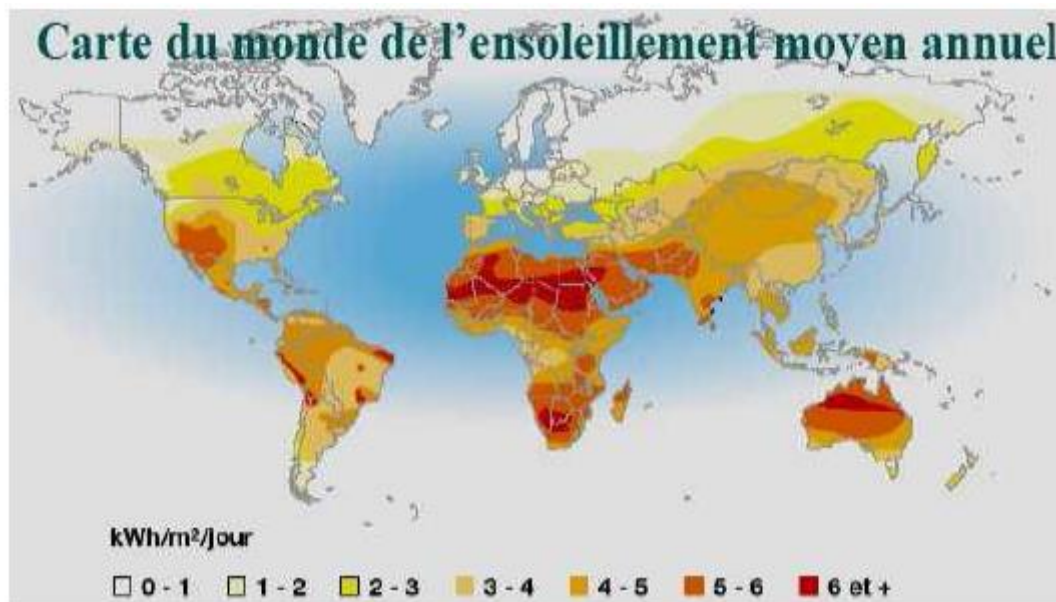 Carte du monde de l'ensoleillement moyen annuel
kWh/m²/jour
0 - 1 1 - 2 2 - 3 3 - 4 4 - 5 5 - 6 6 et +